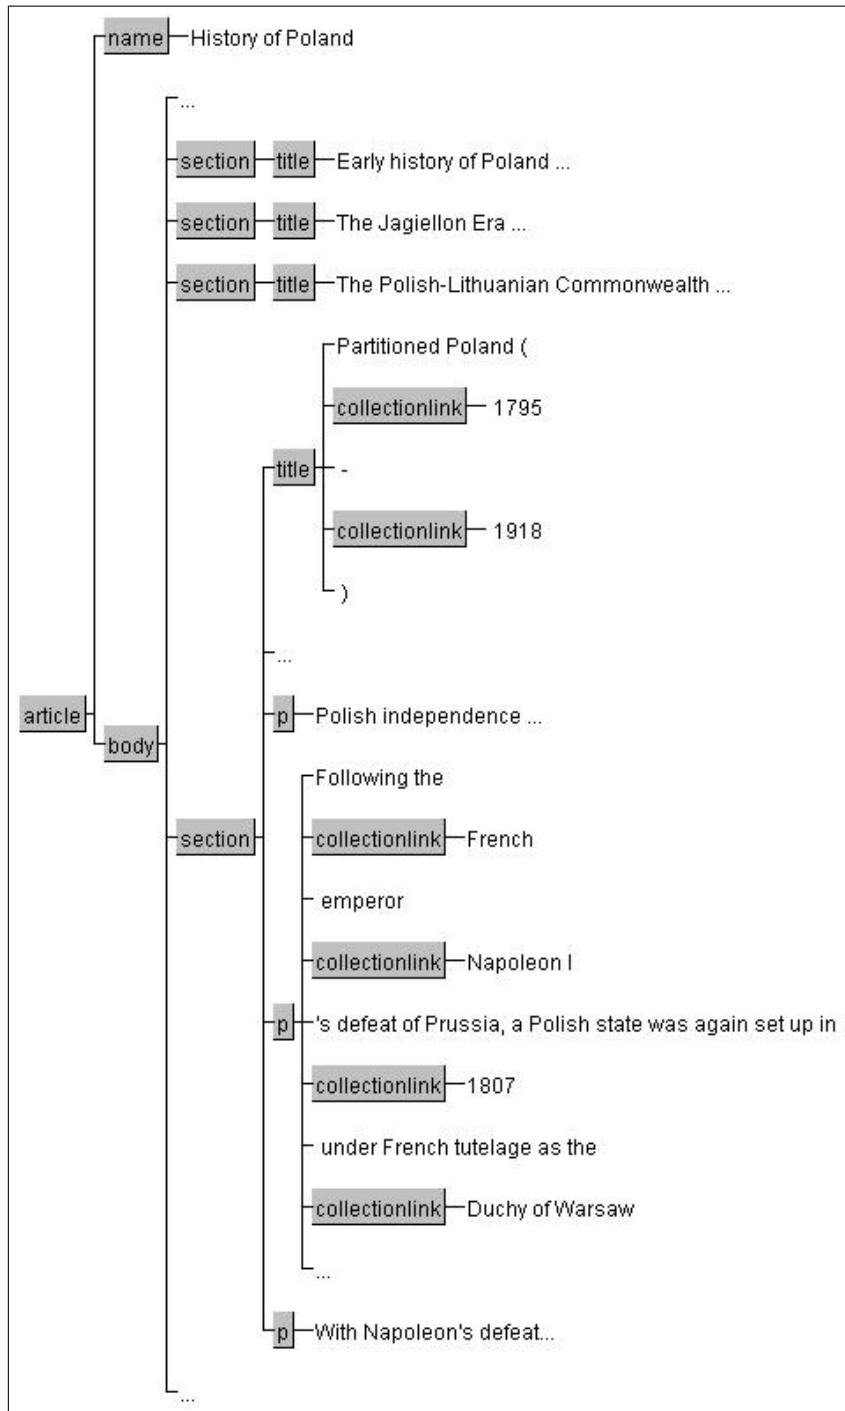 name History of Poland
...
section title Early history of Poland ...
section title The Jagiellon Era ...
section title The Polish-Lithuanian Commonwealth ...
Partitioned Poland (
collectionlink 1795
title -
collectionlink 1918
)
...
article
p Polish independence ...
body
Following the
section collectionlink French
emperor
collectionlink Napoleon I
p 's defeat of Prussia, a Polish state was again set up in
collectionlink 1807
under French tutelage as the
collectionlink Duchy of Warsaw
...
p With Napoleon's defeat...
...